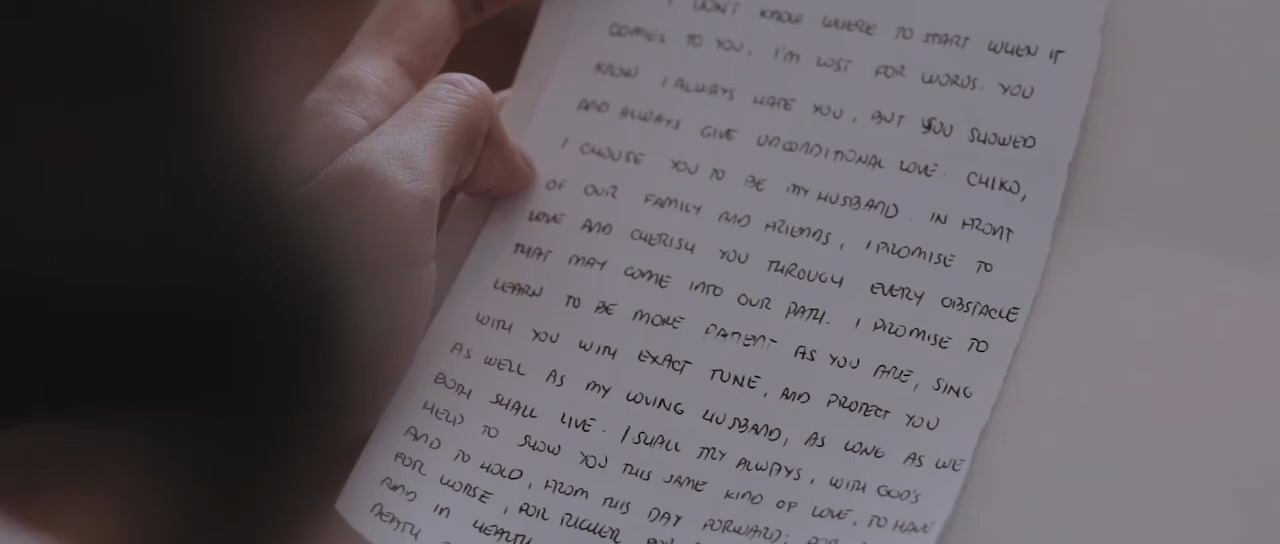 I DON'T KNOW WHERE TO START WHEN IT
COMES TO YOU, I'M LOST FOR WORDS. YOU
KNOW I ALWAYS HATE YOU, BUT YOU SHOWED
AND ALWAYS GIVE UNCONDITIONAL LOVE. CHIKO,
I CHOOSE YOU TO BE MY HUSBAND. IN FRONT
OF OUR FAMILY AND FRIENDS, I PROMISE TO
LOVE AND CHERISH YOU THROUGH EVERY OBSTACLE
THAT MAY COME INTO OUR PATH. I PROMISE TO
LEARN TO BE MORE PATIENT AS YOU ARE, SING
WITH YOU WITH EXACT TUNE, AND PROTECT YOU
AS WELL AS MY LOVING HUSBAND, AS LONG AS WE
BOTH SHALL LIVE. I SHALL TRY ALWAYS, WITH GOD'S
HELP TO SHOW YOU THIS SAME KIND OF LOVE, TO HAVE
AND TO HOLD, FROM THIS DAY FORWARD; FOR
FOR WORSE, FOR RICHER FOR
AND IN HEALTH
DEATH